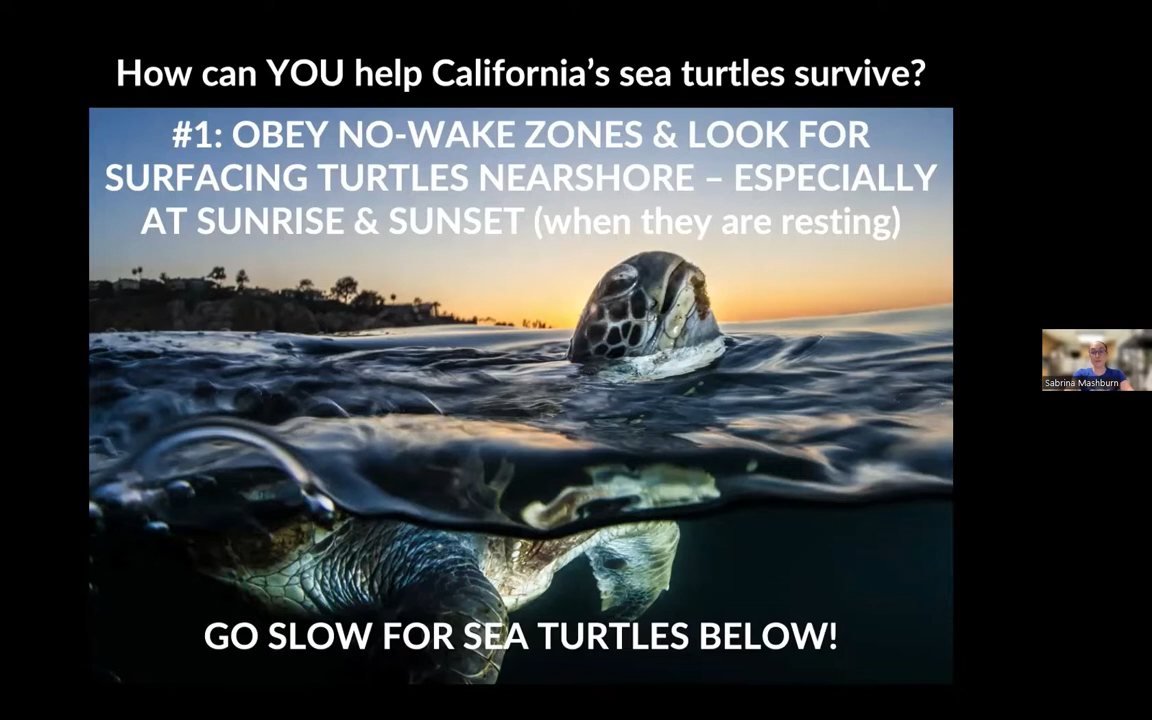 How can YOU help California’s sea turtles survive?
#1: OBEY NO-WAKE ZONES & LOOK FOR
SURFACING TURTLES NEARSHORE – ESPECIALLY
AT SUNRISE & SUNSET (when they are resting)
Sabrina Mashburn
GO SLOW FOR SEA TURTLES BELOW!